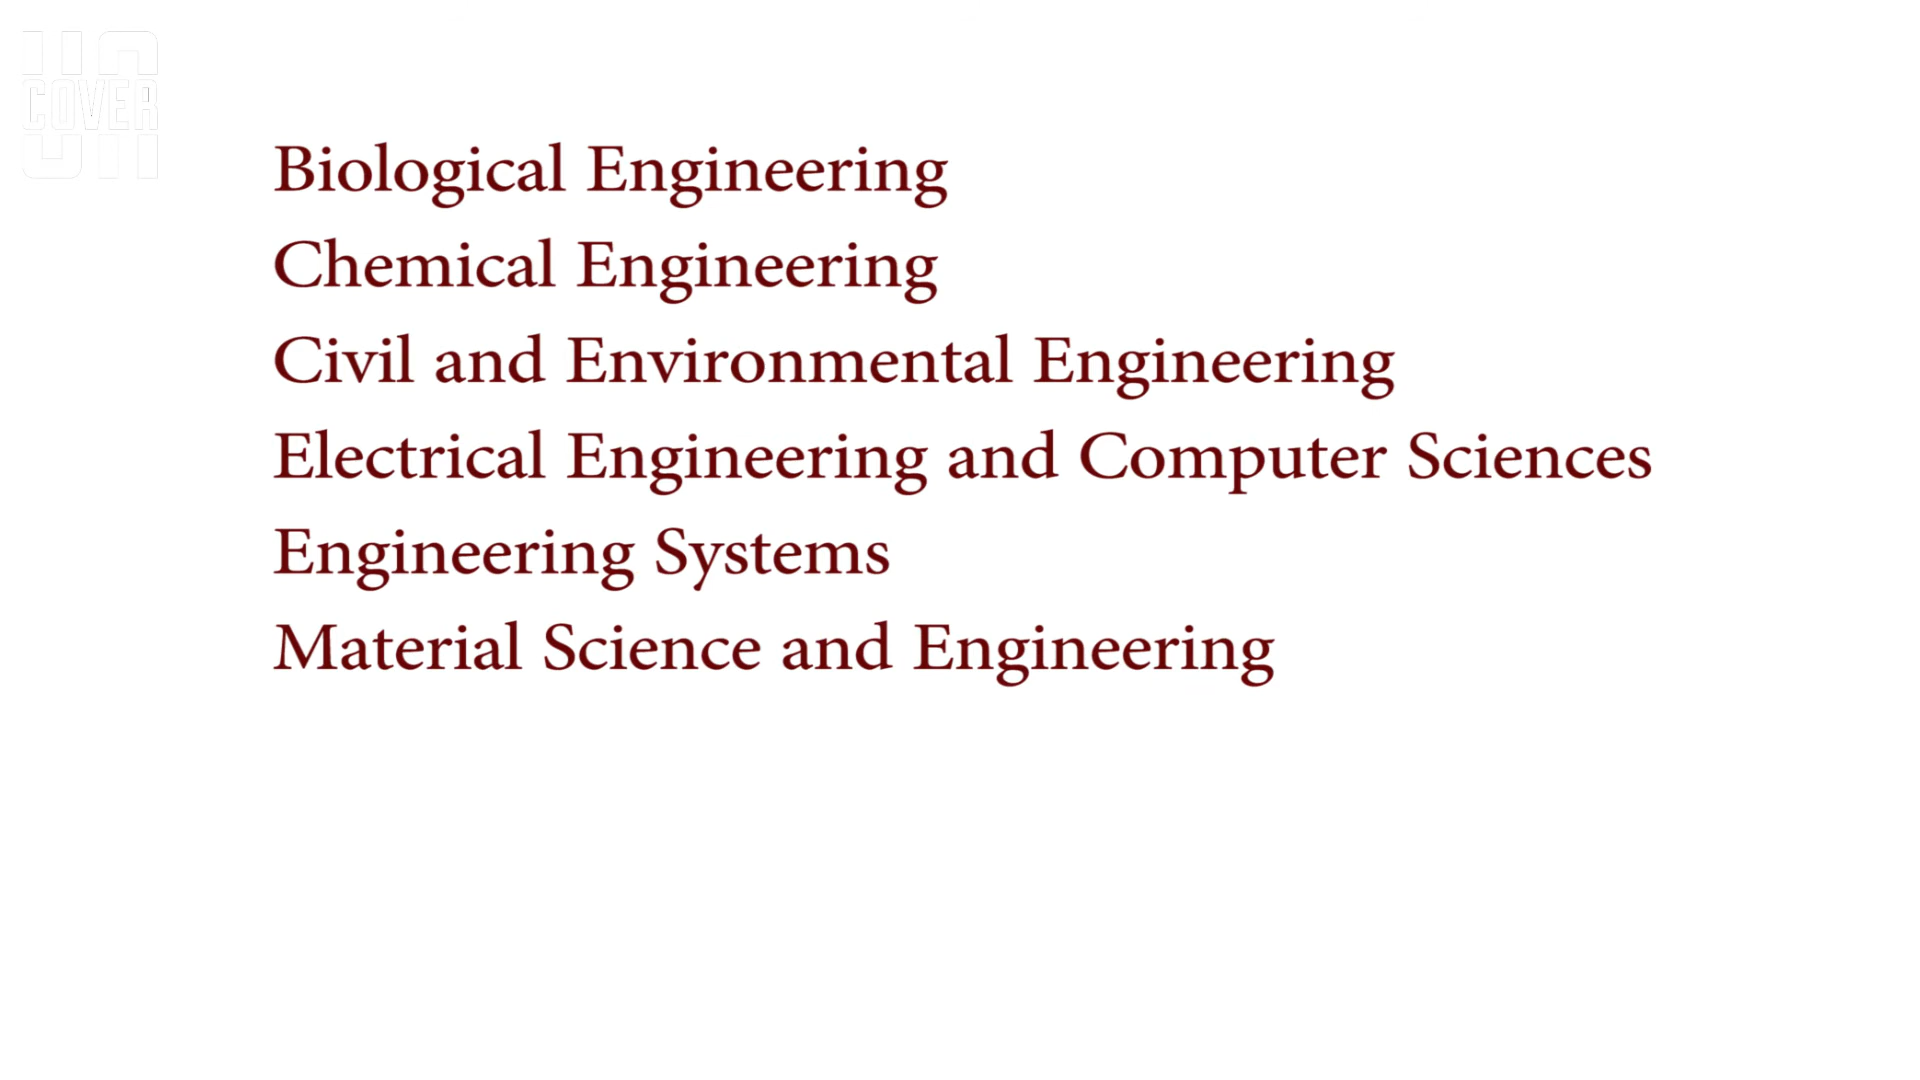 UN
COVER
Biological Engineering
Chemical Engineering
Civil and Environmental Engineering
Electrical Engineering and Computer Sciences
Engineering Systems
Material Science and Engineering